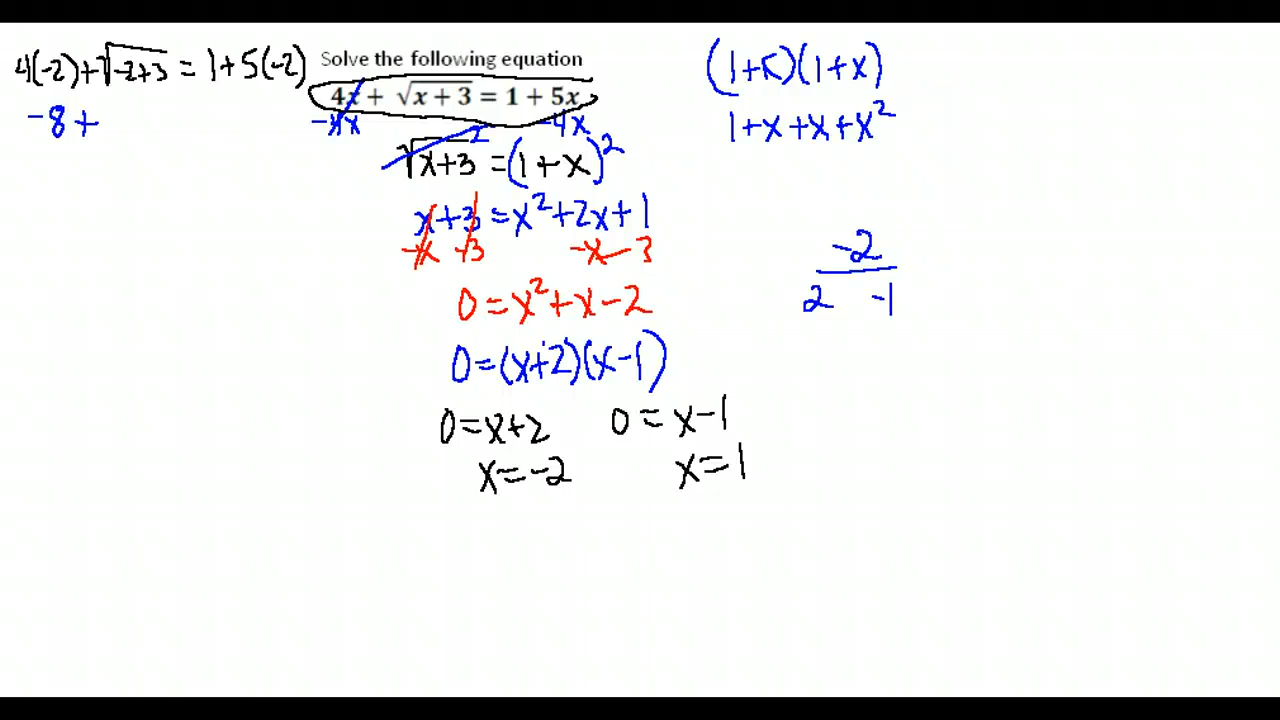 4(-2)+√-2+3 = 1+5(-2)
-8+
Solve the following equation
4x + √x + 3 = 1 + 5x
-4x -4x
√x+3² = (1+x)²
x+3 = x²+2x+1
-x -3 -x-3
0 = x²+x-2
0 = (x+2)(x-1)
0=x+2 0=x-1
x=-2 x=1
(1+x)(1+x)
1+x+x+x²
-2
2 -1